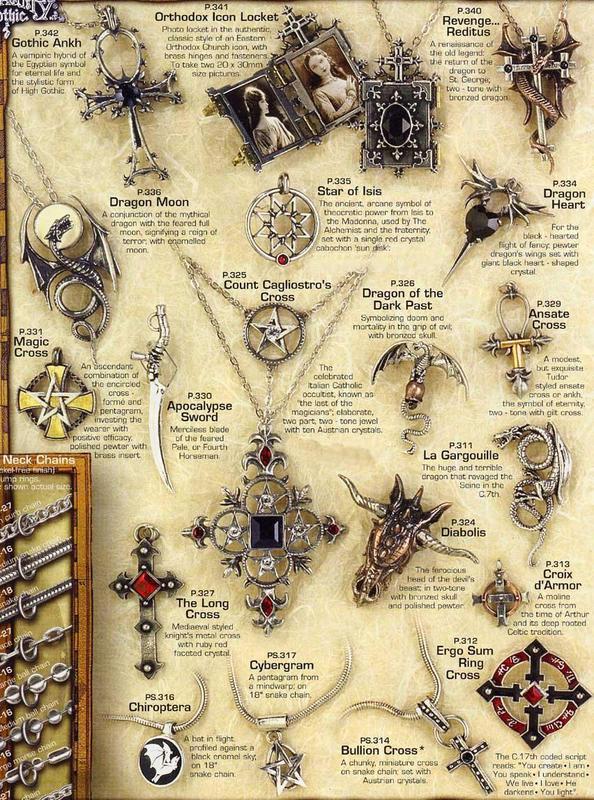 P.342
Gothic Ankh
A vampiric hybrid of
the Egyptian symbol
for eternal life and
the stylistic form
of High Gothic.
P.341
Orthodox Icon Locket
Photo locket in the authentic,
classic style of an Eastern
Orthodox Church icon, with
brass hinges and fasteners.
To take two 20 x 30mm
size pictures.
P.340
Revenge...
Reditus
A renaissance of
the old legend:
the return of the
dragon to
St. George;
two - tone with
bronzed dragon.
P.336
Dragon Moon
A conjunction of the mythical
dragon with the feared full
moon, signifying a reign of
terror; with enamelled
moon.
P.335
Star of Isis
The ancient, arcane symbol of
theocratic power from Isis to
the Madonna, used by The
Alchemist and the fraternity,
set with a single red crystal
cabochon 'sun disk'.
P.334
Dragon
Heart
For the
black - hearted
flight of fancy; pewter
dragon's wings set with
giant black heart - shaped
crystal.
P.325
Count Cagliostro's
Cross
The
celebrated
Italian Catholic
occultist, known as
"the last of the
magicians"; elaborate,
two part, two - tone jewel
with ten Austrian crystals.
P.326
Dragon of the
Dark Past
Symbolizing doom and
mortality in the grip of evil;
with bronzed skull.
P.329
Ansate
Cross
A modest,
but exquisite
Tudor
styled ansate
cross or ankh,
the symbol of eternity;
two - tone with gilt cross.
P.331
Magic
Cross
An ascendant
combination of
the encircled
cross -
formé and
pentagram,
investing the
wearer with
positive efficacy,
polished pewter with
brass insert.
P.330
Apocalypse
Sword
Merciless blade
of the feared
Pale, or Fourth
Horseman.
P.311
La Gargouille
The huge and terrible
dragon that ravaged the
Seine in the
C.7th.
Neck Chains
shown actual size.
P.324
Diabolis
The ferocious
head of the devil's
beast; in two-tone
with bronzed skull
and polished pewter.
P.313
Croix
d'Armor
A moline
cross from
the time of Arthur
and its deep rooted
Celtic tradition.
P.327
The Long
Cross
Mediaeval styled
knight's metal cross
with ruby red
faceted crystal.
P.312
Ergo Sum
Ring
Cross
The C.17th coded script
reads: "You create • I am •
You speak • I understand •
We live • I love • He
darkens • You light".
PS.317
Cybergram
A pentagram from
a mindwarp; on
18" snake chain.
PS.316
Chiroptera
A bat in flight
profiled against a
black enamel sky,
on 18"
snake chain.
PS.314
Bullion Cross*
A chunky, miniature cross
on snake chain; set with
Austrian crystals.